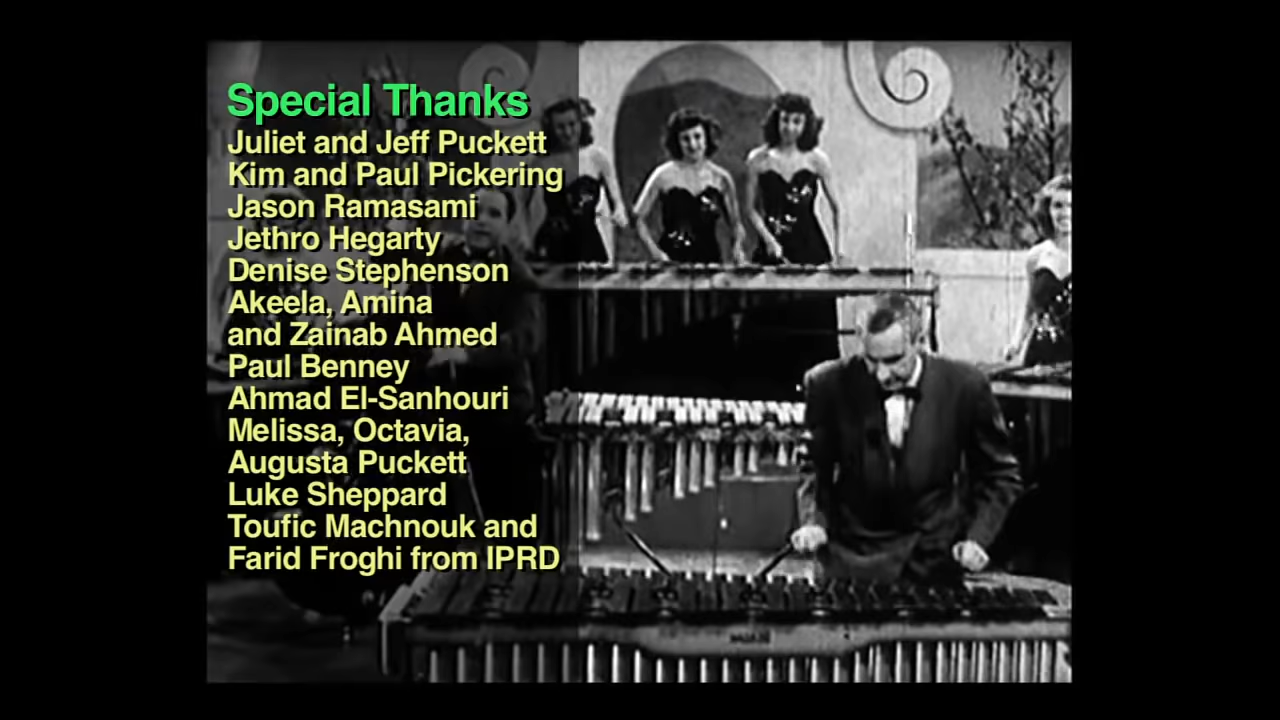 Special Thanks
Juliet and Jeff Puckett
Kim and Paul Pickering
Jason Ramasami
Jethro Hegarty
Denise Stephenson
Akeela, Amina
and Zainab Ahmed
Paul Benney
Ahmad El-Sanhouri
Melissa, Octavia,
Augusta Puckett
Luke Sheppard
Toufic Machnouk and
Farid Froghi from IPRD